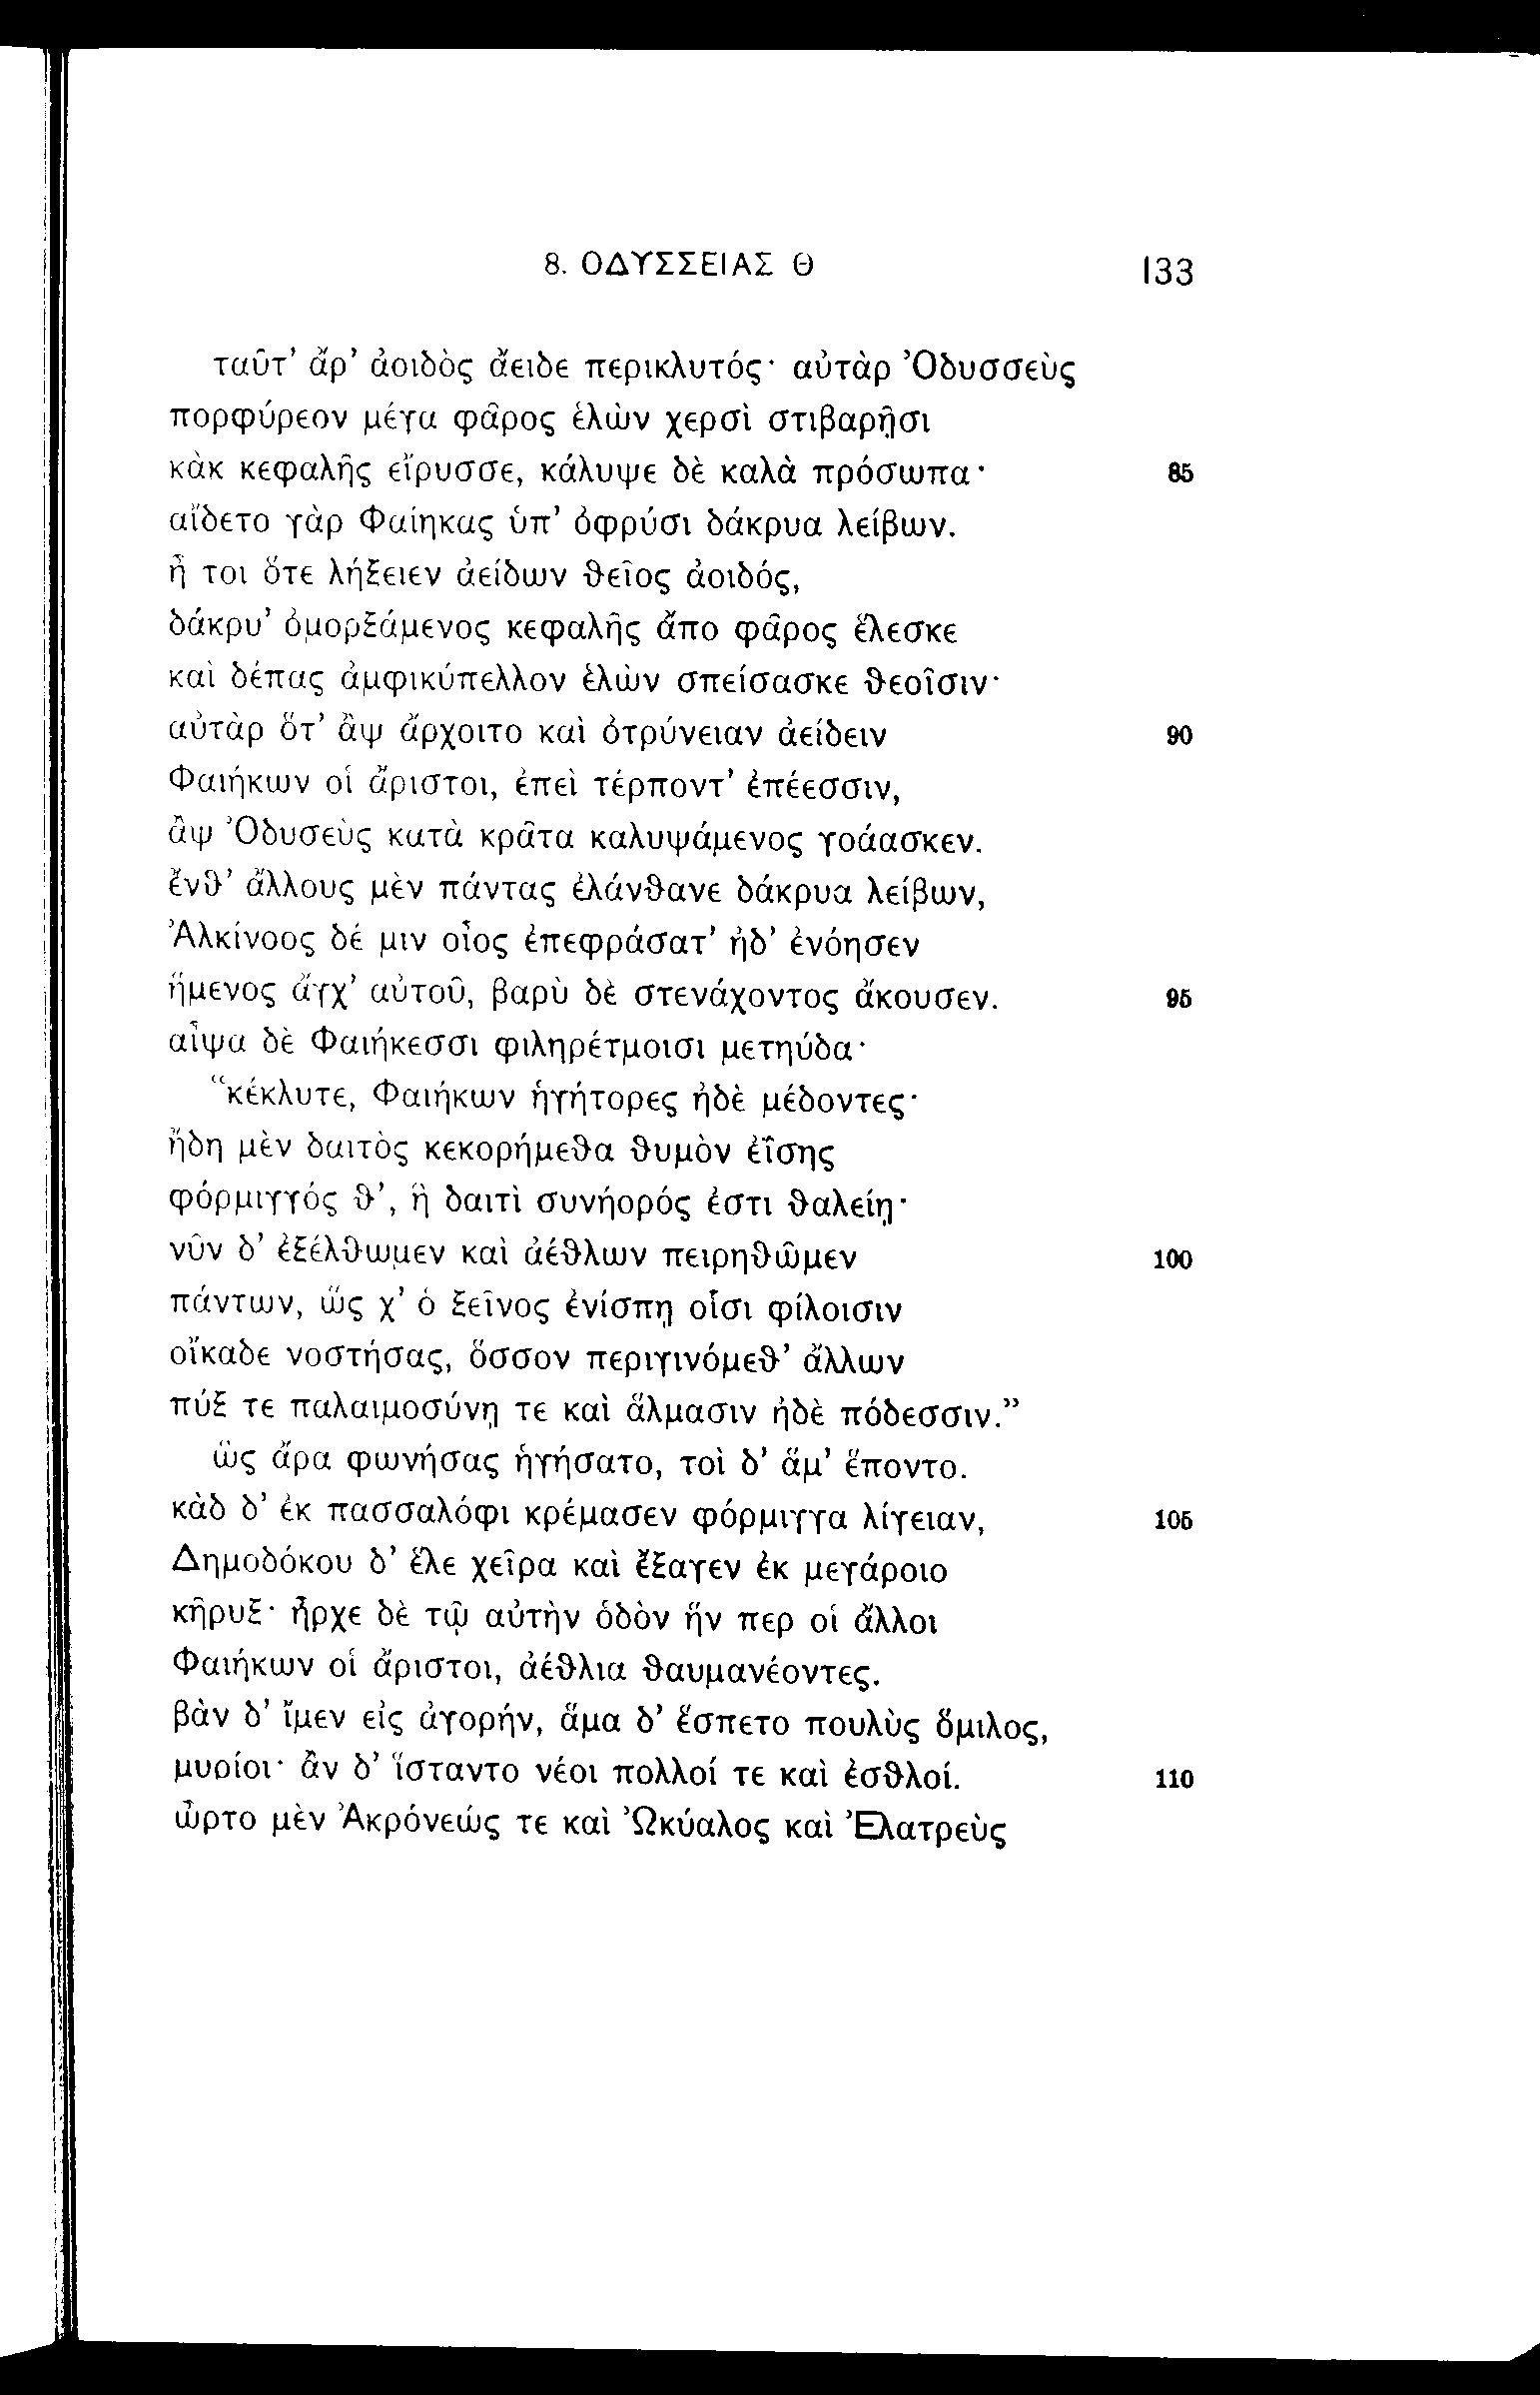 8. ΟΔΥΣΣΕΙΑΣ Θ 133
ταῦτ’ ἄρ’ ἀοιδὸς ἄειδε περικλυτός· αὐτὰρ Ὀδυσσεὺς
πορφύρεον μέγα φᾶρος ἑλὼν χερσὶ στιβαρῇσι
κὰκ κεφαλῆς εἴρυσσε, κάλυψε δὲ καλὰ πρόσωπα· 85
αἴδετο γὰρ Φαίηκας ὑπ’ ὀφρύσι δάκρυα λείβων.
ἦ τοι ὅτε λήξειεν ἀείδων θεῖος ἀοιδός,
δάκρυ’ ὀμορξάμενος κεφαλῆς ἄπο φᾶρος ἕλεσκε
καὶ δέπας ἀμφικύπελλον ἑλὼν σπείσασκε θεοῖσιν·
αὐτὰρ ὅτ’ ἂψ ἄρχοιτο καὶ ὀτρύνειαν ἀείδειν 90
Φαιήκων οἱ ἄριστοι, ἐπεὶ τέρποντ’ ἐπέεσσιν,
ἂψ Ὀδυσεὺς κατὰ κρᾶτα καλυψάμενος γοάασκεν.
ἔνθ’ ἄλλους μὲν πάντας ἐλάνθανε δάκρυα λείβων,
Ἀλκίνοος δέ μιν οἶος ἐπεφράσατ’ ἠδ’ ἐνόησεν
ἥμενος ἄγχ’ αὐτοῦ, βαρὺ δὲ στενάχοντος ἄκουσεν. 95
αἶψα δὲ Φαιήκεσσι φιληρέτμοισι μετηύδα·
“κέκλυτε, Φαιήκων ἡγήτορες ἠδὲ μέδοντες·
ἤδη μὲν δαιτὸς κεκορήμεθα θυμὸν ἐΐσης
φόρμιγγός θ’, ἣ δαιτὶ συνήορός ἐστι θαλείῃ·
νῦν δ’ ἐξέλθωμεν καὶ ἀέθλων πειρηθῶμεν 100
πάντων, ὥς χ’ ὁ ξεῖνος ἐνίσπῃ οἷσι φίλοισιν
οἴκαδε νοστήσας, ὅσσον περιγινόμεθ’ ἄλλων
πύξ τε παλαιμοσύνῃ τε καὶ ἅλμασιν ἠδὲ πόδεσσιν.”
ὣς ἄρα φωνήσας ἡγήσατο, τοὶ δ’ ἅμ’ ἕποντο.
κὰδ δ’ ἐκ πασσαλόφι κρέμασεν φόρμιγγα λίγειαν, 105
Δημοδόκου δ’ ἕλε χεῖρα καὶ ἔξαγεν ἐκ μεγάροιο
κῆρυξ· ἦρχε δὲ τῷ αὐτὴν ὁδὸν ἥν περ οἱ ἄλλοι
Φαιήκων οἱ ἄριστοι, ἀέθλια θαυμανέοντες.
βὰν δ’ ἴμεν εἰς ἀγορήν, ἅμα δ’ ἕσπετο πουλὺς ὅμιλος,
μυρίοι· ἂν δ’ ἵσταντο νέοι πολλοί τε καὶ ἐσθλοί. 110
ὦρτο μὲν Ἀκρόνεώς τε καὶ Ὠκύαλος καὶ Ἐλατρεὺς